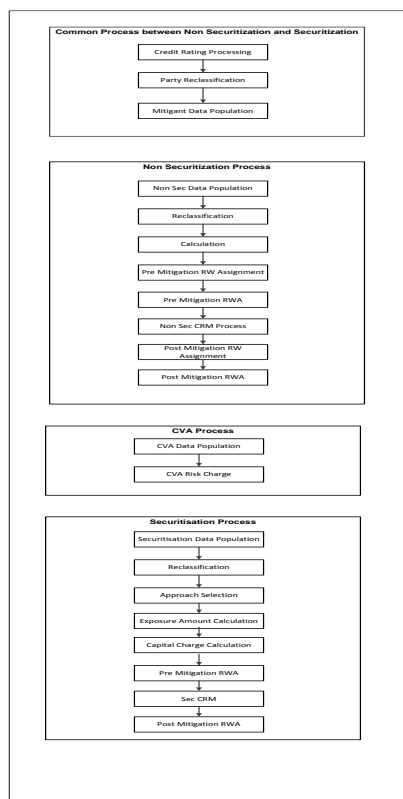 Common Process between Non Securitization and Securitization
Credit Rating Processing
Party Reclassification
Mitigant Data Population
Non Securitization Process
Non Sec Data Population
Reclassification
Calculation
Pre Mitigation RW Assignment
Pre Mitigation RWA
Non Sec CRM Process
Post Mitigation RW
Assignment
Post Mitigation RWA
CVA Process
CVA Data Population
CVA Risk Charge
Securitisation Process
Securitisation Data Population
Reclassification
Approach Selection
Exposure Amount Calculation
Capital Charge Calculation
Pre Mitigation RWA
Sec CRM
Post Mitigation RWA